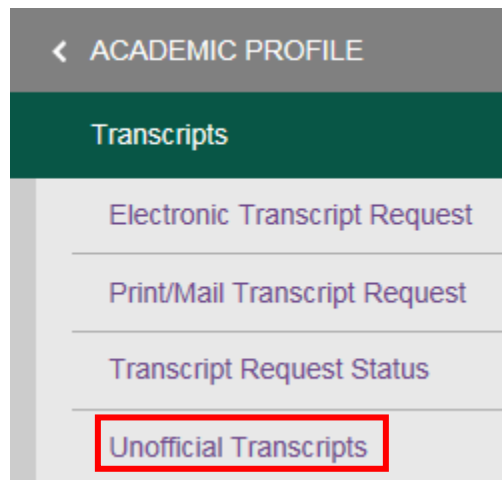 ACADEMIC PROFILE
Transcripts
Electronic Transcript Request
Print/Mail Transcript Request
Transcript Request Status
Unofficial Transcripts